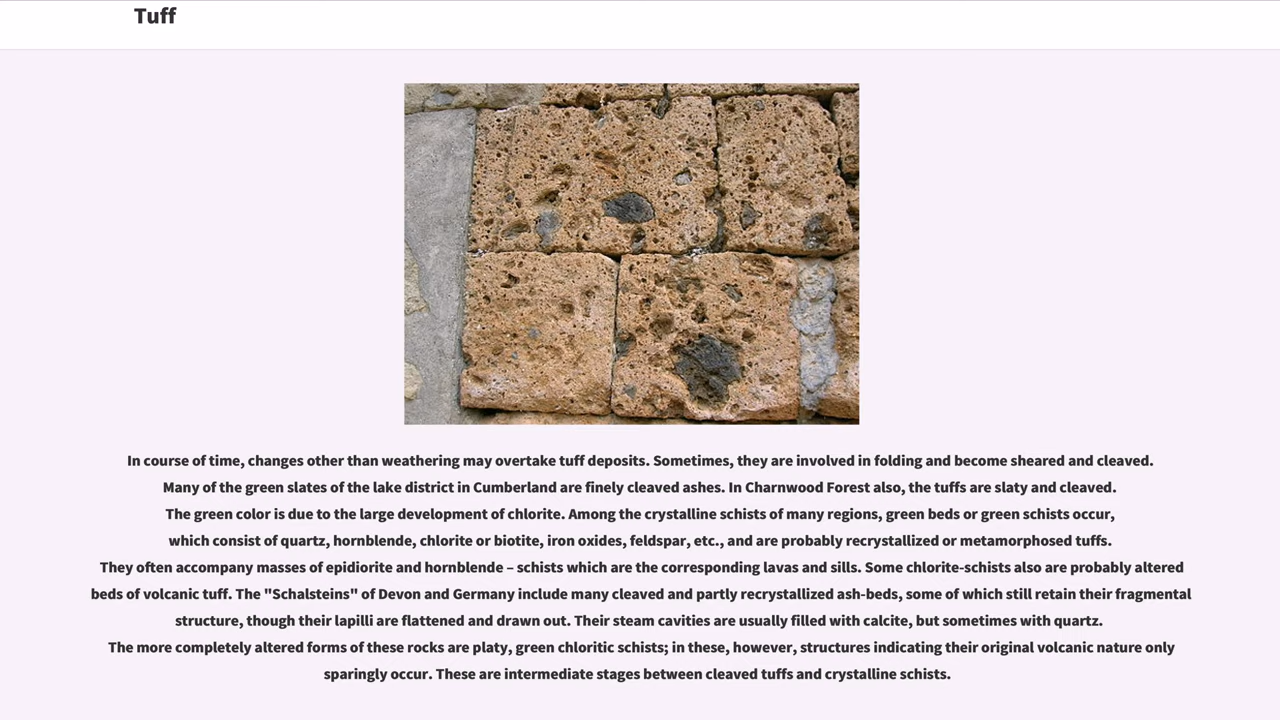 Tuff
In course of time, changes other than weathering may overtake tuff deposits. Sometimes, they are involved in folding and become sheared and cleaved.
Many of the green slates of the lake district in Cumberland are finely cleaved ashes. In Charnwood Forest also, the tuffs are slaty and cleaved.
The green color is due to the large development of chlorite. Among the crystalline schists of many regions, green beds or green schists occur,
which consist of quartz, hornblende, chlorite or biotite, iron oxides, feldspar, etc., and are probably recrystallized or metamorphosed tuffs.
They often accompany masses of epidiorite and hornblende – schists which are the corresponding lavas and sills. Some chlorite-schists also are probably altered
beds of volcanic tuff. The "Schalsteins" of Devon and Germany include many cleaved and partly recrystallized ash-beds, some of which still retain their fragmental
structure, though their lapilli are flattened and drawn out. Their steam cavities are usually filled with calcite, but sometimes with quartz.
The more completely altered forms of these rocks are platy, green chloritic schists; in these, however, structures indicating their original volcanic nature only
sparingly occur. These are intermediate stages between cleaved tuffs and crystalline schists.